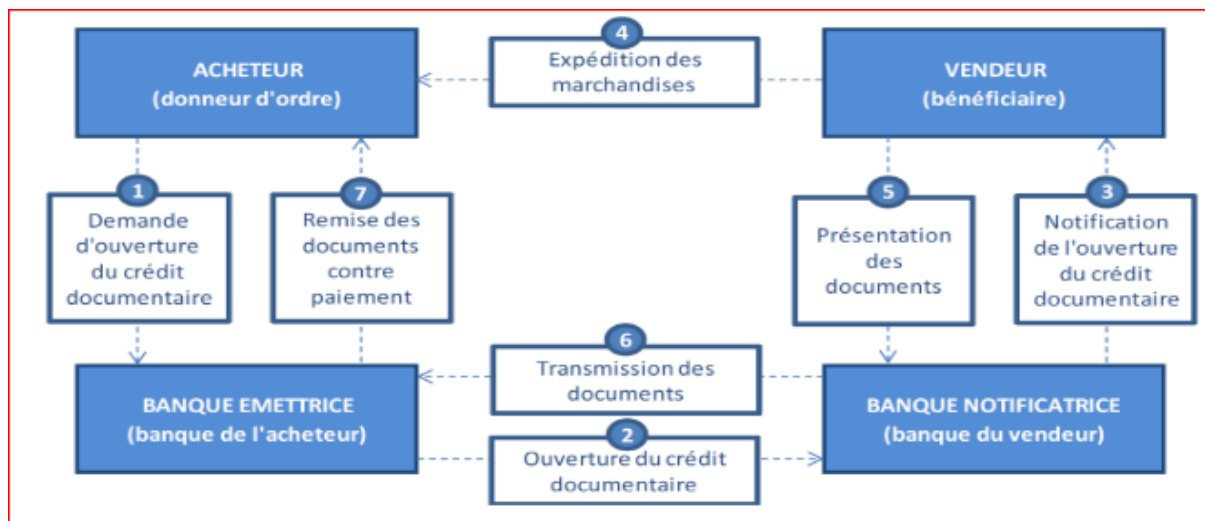 4
ACHETEUR
(donneur d'ordre)
Expédition des
marchandises
VENDEUR
(bénéficiaire)
1
Demande
d'ouverture
du crédit
documentaire
7
Remise des
documents
contre
paiement
5
Présentation
des
documents
3
Notification
de l'ouverture
du crédit
documentaire
6
Transmission des
documents
BANQUE EMETTRICE
(banque de l'acheteur)
BANQUE NOTIFICATRICE
(banque du vendeur)
2
Ouverture du crédit
documentaire